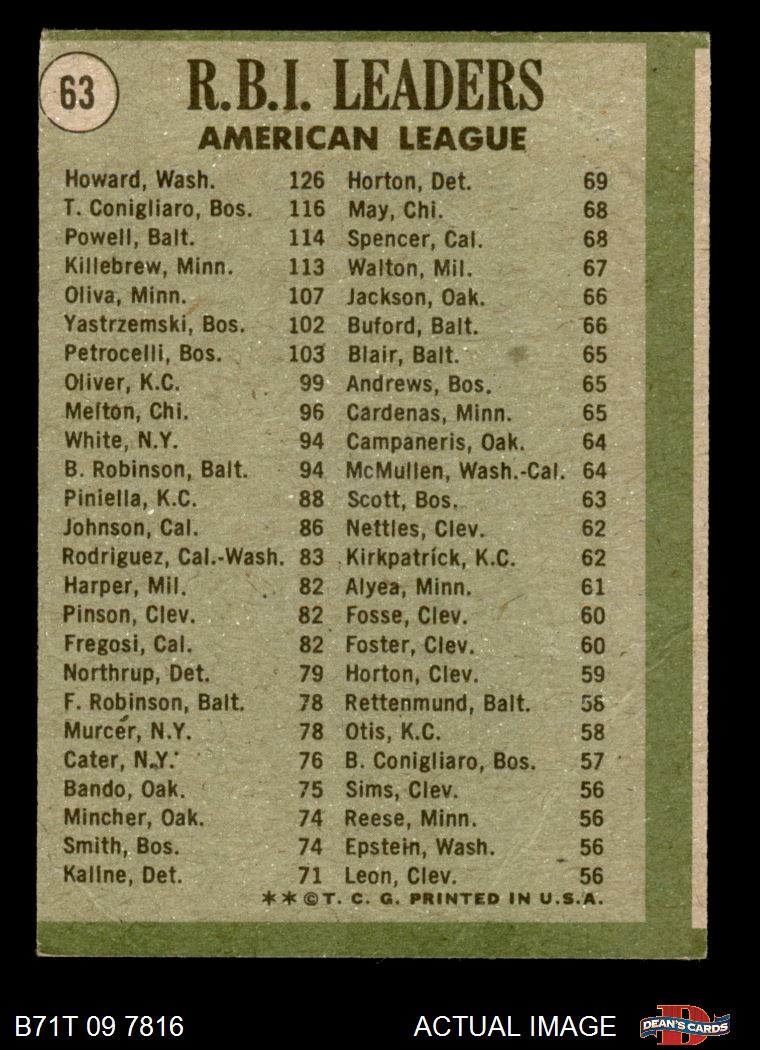 63
R.B.I. LEADERS
AMERICAN LEAGUE
Howard, Wash. 126
T. Conigliaro, Bos. 116
Powell, Balt. 114
Killebrew, Minn. 113
Oliva, Minn. 107
Yastrzemski, Bos. 102
Petrocelli, Bos. 103
Oliver, K.C. 99
Melton, Chi. 96
White, N.Y. 94
B. Robinson, Balt. 94
Piniella, K.C. 88
Johnson, Cal. 86
Rodriguez, Cal.-Wash. 83
Harper, Mil. 82
Pinson, Clev. 82
Fregosi, Cal. 82
Northrup, Det. 79
F. Robinson, Balt. 78
Murcer, N.Y. 78
Cater, N.Y. 76
Bando, Oak. 75
Mincher, Oak. 74
Smith, Bos. 74
Kaline, Det. 71
Horton, Det. 69
May, Chi. 68
Spencer, Cal. 68
Walton, Mil. 67
Jackson, Oak. 66
Buford, Balt. 66
Blair, Balt. 65
Andrews, Bos. 65
Cardenas, Minn. 65
Campaneris, Oak. 64
McMullen, Wash.-Cal. 64
Scott, Bos. 63
Nettles, Clev. 62
Kirkpatrick, K.C. 62
Alyea, Minn. 61
Fosse, Clev. 60
Foster, Clev. 60
Horton, Clev. 59
Rettenmund, Balt. 58
Otis, K.C. 58
B. Conigliaro, Bos. 57
Sims, Clev. 56
Reese, Minn. 56
Epstein, Wash. 56
Leon, Clev. 56
**©T. C. G. PRINTED IN U.S.A.
B71T 09 7816
ACTUAL IMAGE
DEAN'S CARDS